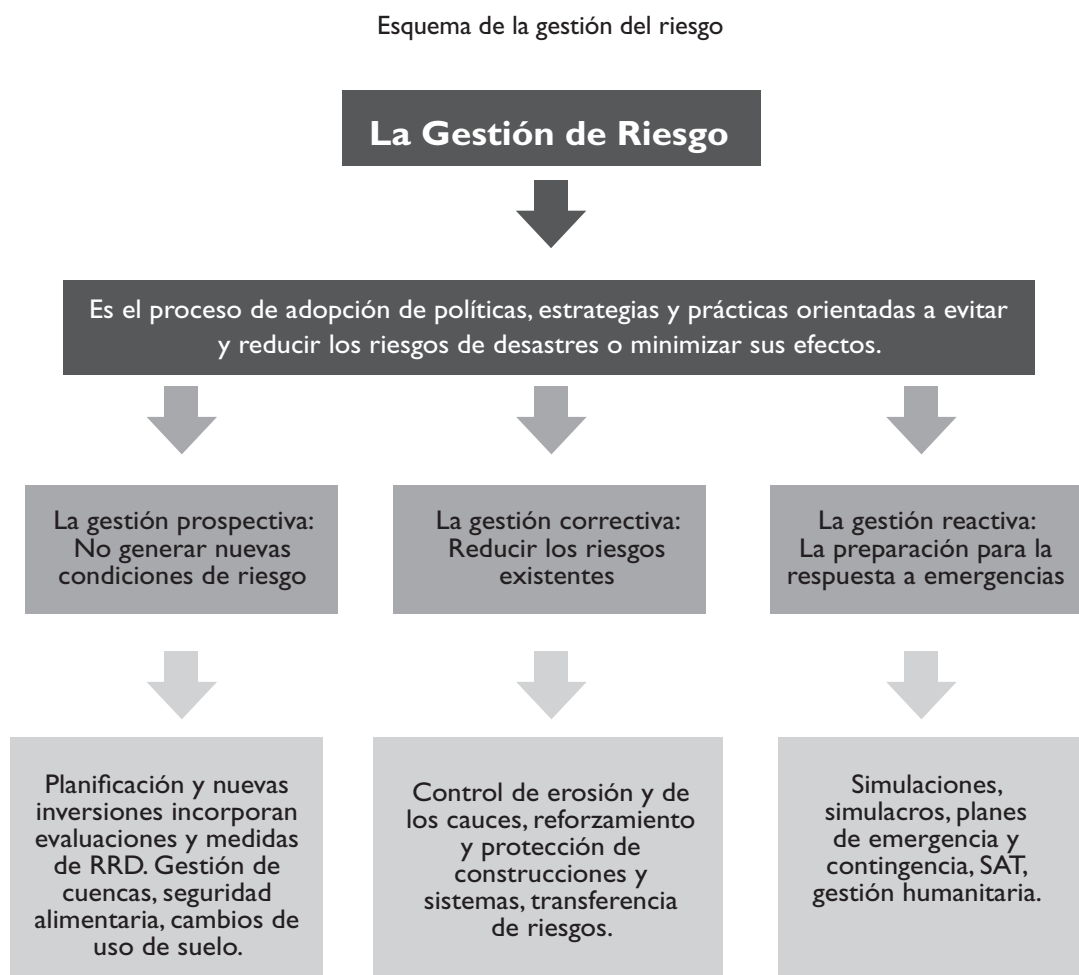 Esquema de la gestión del riesgo
La Gestión de Riesgo
Es el proceso de adopción de políticas, estrategias y prácticas orientadas a evitar
y reducir los riesgos de desastres o minimizar sus efectos.
La gestión prospectiva:
No generar nuevas
condiciones de riesgo
La gestión correctiva:
Reducir los riesgos
existentes
La gestión reactiva:
La preparación para la
respuesta a emergencias
Planificación y nuevas
inversiones incorporan
evaluaciones y medidas
de RRD. Gestión de
cuencas, seguridad
alimentaria, cambios de
uso de suelo.
Control de erosión y de
los cauces, reforzamiento
y protección de
construcciones y
sistemas, transferencia
de riesgos.
Simulaciones,
simulacros, planes
de emergencia y
contingencia, SAT,
gestión humanitaria.